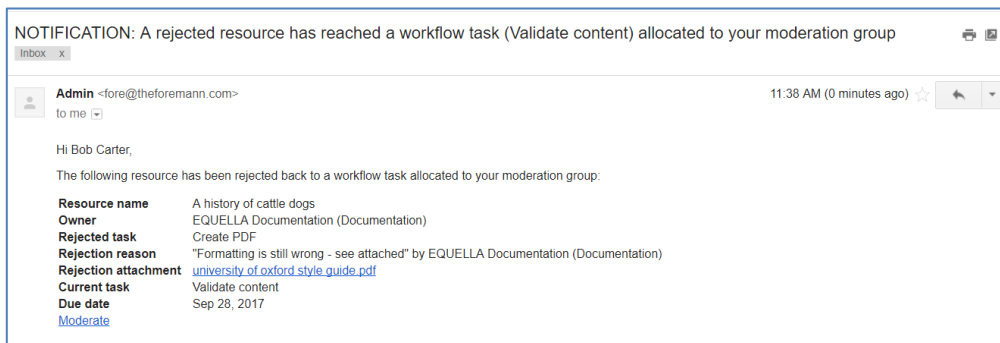 NOTIFICATION: A rejected resource has reached a workflow task (Validate content) allocated to your moderation group
Inbox x
Admin <fore@theforemann.com> 11:38 AM (0 minutes ago)
to me
Hi Bob Carter,
The following resource has been rejected back to a workflow task allocated to your moderation group:
Resource name A history of cattle dogs
Owner EQUELLA Documentation (Documentation)
Rejected task Create PDF
Rejection reason "Formatting is still wrong - see attached" by EQUELLA Documentation (Documentation)
Rejection attachment university of oxford style guide.pdf
Current task Validate content
Due date Sep 28, 2017
Moderate